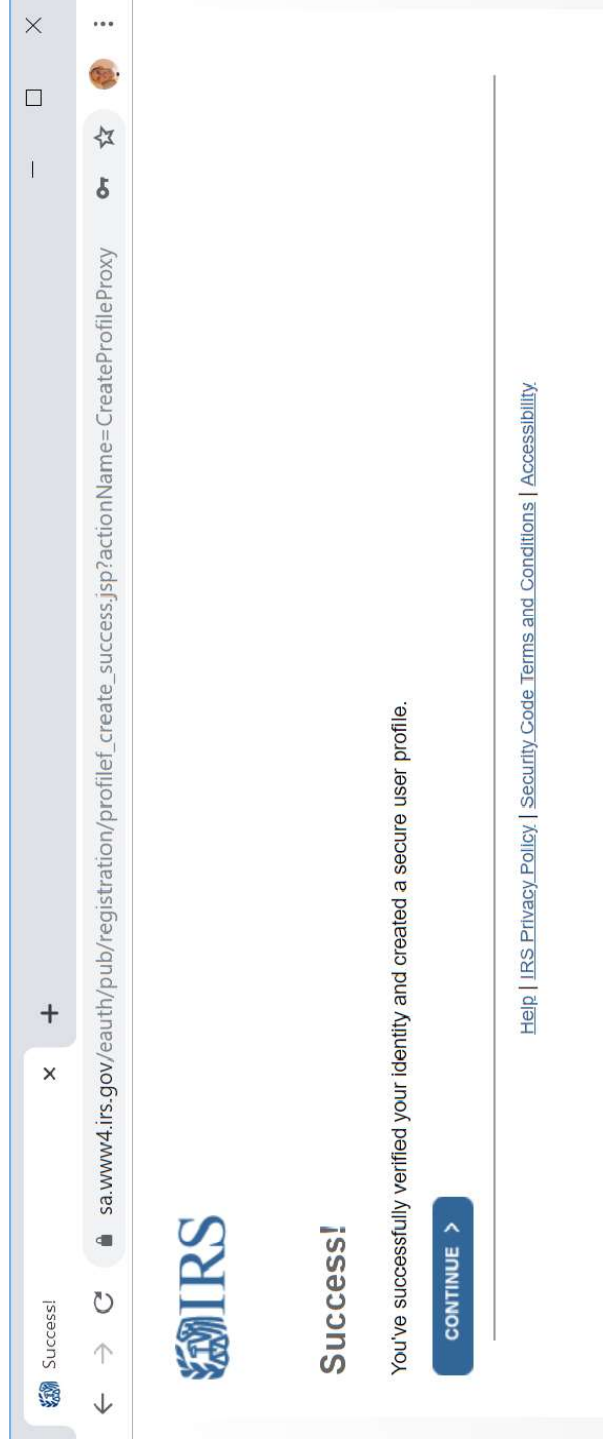 Success!
sa.www4.irs.gov/eauth/pub/registration/profilef_create_success.jsp?actionName=CreateProfileProxy
IRS
Success!
You've successfully verified your identity and created a secure user profile.
CONTINUE >
Help | IRS Privacy Policy | Security Code Terms and Conditions | Accessibility